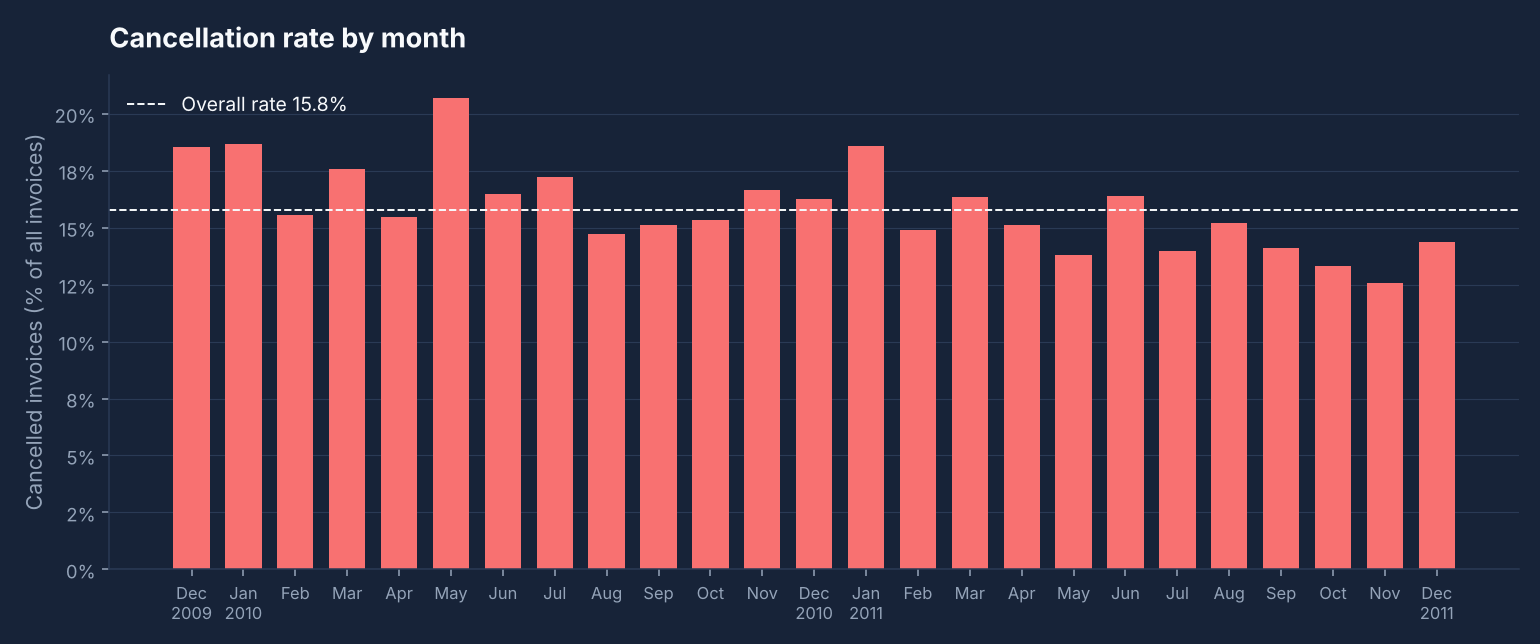 Cancellation rate by month
Overall rate 15.8%
Cancelled invoices (% of all invoices)
20%
18%
15%
12%
10%
8%
5%
2%
0%
Dec Jan Feb Mar Apr May Jun Jul Aug Sep Oct Nov Dec Jan Feb Mar Apr May Jun Jul Aug Sep Oct Nov Dec
2009 2010 2010 2011 2011